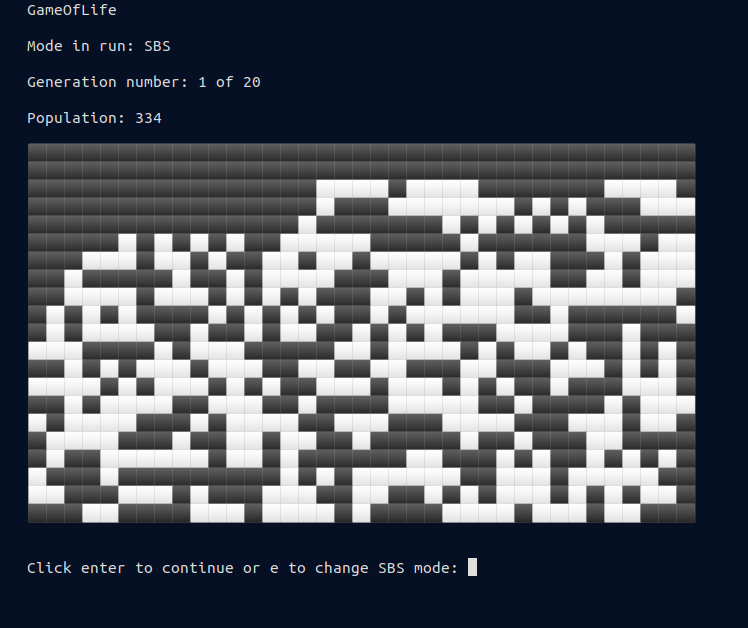 GameOfLife
Mode in run: SBS
Generation number: 1 of 20
Population: 334
Click enter to continue or e to change SBS mode: